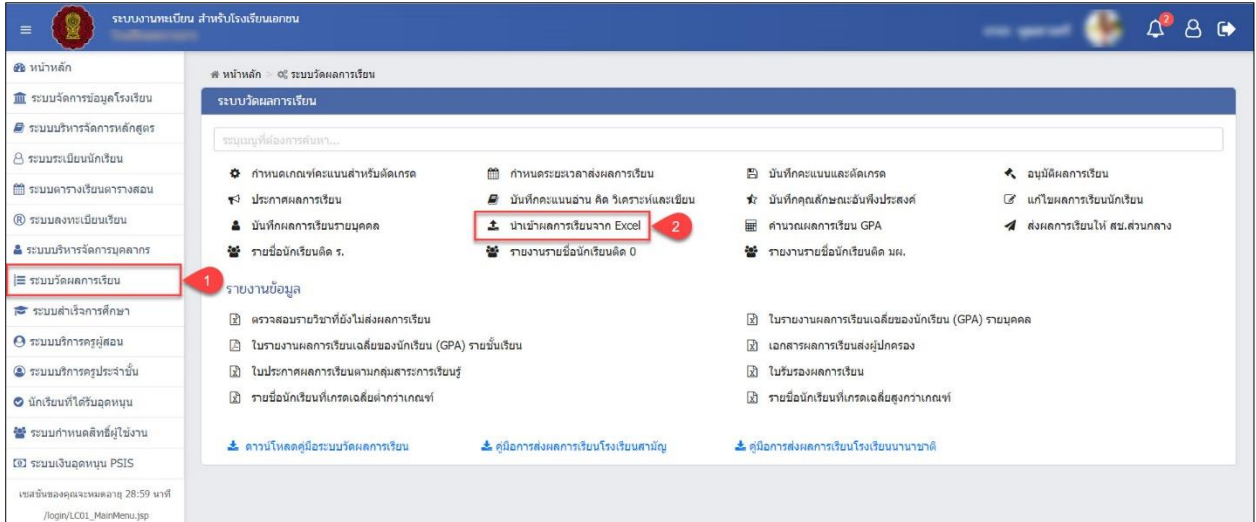 ระบบงานทะเบียน สำหรับโรงเรียนเอกชน
2
หน้าหลัก
ระบบจัดการข้อมูลโรงเรียน
ระบบบริหารจัดการหลักสูตร
ระบบระเบียนนักเรียน
ระบบตารางเรียนตารางสอน
ระบบลงทะเบียนเรียน
ระบบบริหารจัดการบุคลากร
ระบบวัดผลการเรียน
1
ระบบสำเร็จการศึกษา
ระบบบริการครูผู้สอน
ระบบบริการครูประจำชั้น
นักเรียนที่ได้รับอุดหนุน
ระบบกำหนดสิทธิ์ผู้ใช้งาน
ระบบเงินอุดหนุน PSIS
เซสชันของคุณจะหมดอายุ 28:59 นาที
/login/LC01_MainMenu.jsp
หน้าหลัก > ระบบวัดผลการเรียน
ระบบวัดผลการเรียน
ระบุเมนูที่ต้องการค้นหา...
กำหนดเกณฑ์คะแนนสำหรับตัดเกรด กำหนดระยะเวลาส่งผลการเรียน บันทึกคะแนนและตัดเกรด อนุมัติผลการเรียน
ประกาศผลการเรียน บันทึกคะแนนอ่าน คิด วิเคราะห์และเขียน บันทึกคุณลักษณะอันพึงประสงค์ แก้ไขผลการเรียนนักเรียน
บันทึกผลการเรียนรายบุคคล นำเข้าผลการเรียนจาก Excel 2 คำนวณผลการเรียน GPA ส่งผลการเรียนให้ สช.ส่วนกลาง
รายชื่อนักเรียนติด ร. รายงานรายชื่อนักเรียนติด 0 รายงานรายชื่อนักเรียนติด มผ.
รายงานข้อมูล
ตรวจสอบรายวิชาที่ยังไม่ส่งผลการเรียน ใบรายงานผลการเรียนเฉลี่ยของนักเรียน (GPA) รายบุคคล
ใบรายงานผลการเรียนเฉลี่ยของนักเรียน (GPA) รายชั้นเรียน เอกสารผลการเรียนส่งผู้ปกครอง
ใบประกาศผลการเรียนตามกลุ่มสาระการเรียนรู้ ใบรับรองผลการเรียน
รายชื่อนักเรียนที่เกรดเฉลี่ยต่ำกว่าเกณฑ์ รายชื่อนักเรียนที่เกรดเฉลี่ยสูงกว่าเกณฑ์
ดาวน์โหลดคู่มือระบบวัดผลการเรียน คู่มือการส่งผลการเรียนโรงเรียนสามัญ คู่มือการส่งผลการเรียนโรงเรียนนานาชาติ